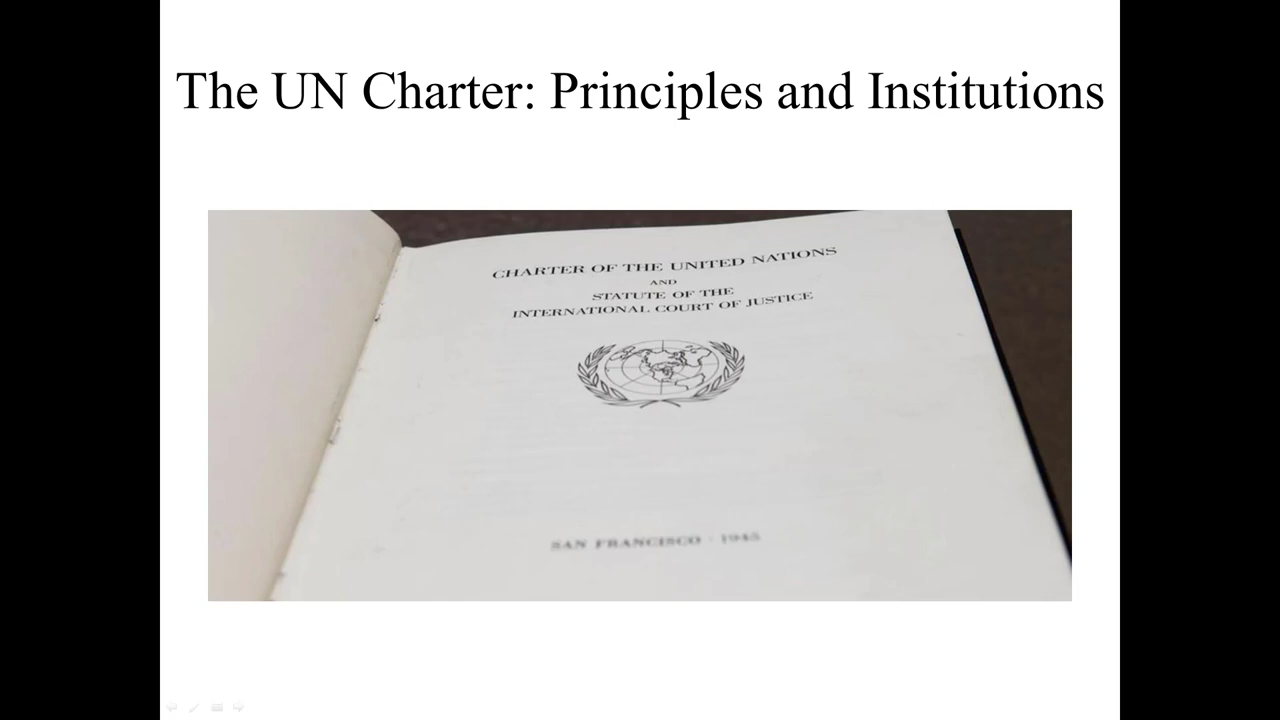 The UN Charter: Principles and Institutions
CHARTER OF THE UNITED NATIONS
AND
STATUTE OF THE
INTERNATIONAL COURT OF JUSTICE
SAN FRANCISCO · 1945